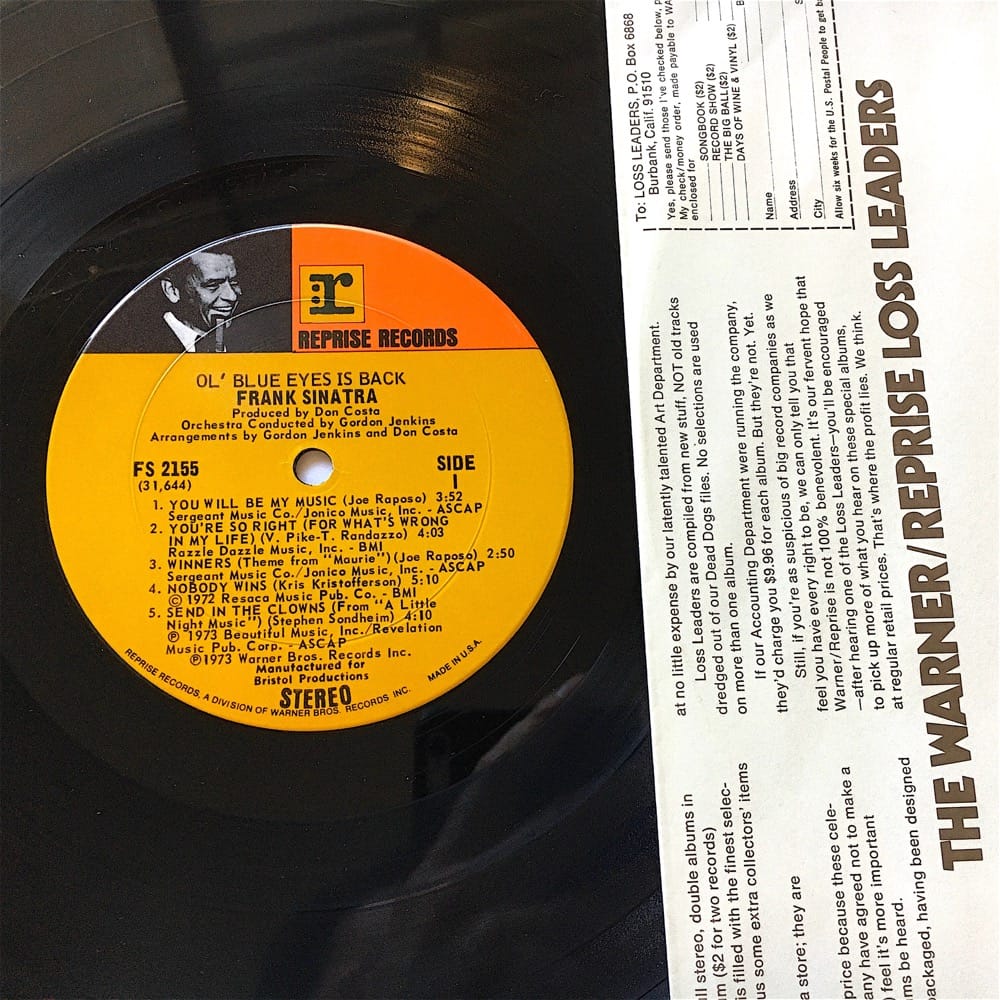 r
REPRISE RECORDS
OL' BLUE EYES IS BACK
FRANK SINATRA
Produced by Don Costa
Orchestra Conducted by Gordon Jenkins
Arrangements by Gordon Jenkins and Don Costa
FS 2155
(31,644)
SIDE
1
1. YOU WILL BE MY MUSIC (Joe Raposo) 3:52
Sergeant Music Co./Jonico Music, Inc. - ASCAP
2. YOU'RE SO RIGHT (FOR WHAT'S WRONG
IN MY LIFE) (V. Pike-T. Randazzo) 4:03
Razzle Dazzle Music, Inc. - BMI
3. WINNERS (Theme from "Maurie") (Joe Raposo) 2:50
Sergeant Music Co./Jonico Music, Inc. - ASCAP
4. NOBODY WINS (Kris Kristofferson) 5:10
© 1972 Resaca Music Pub. Co. - BMI
5. SEND IN THE CLOWNS (From "A Little
Night Music") (Stephen Sondheim) 4:10
℗ 1973 Beautiful Music, Inc./Revelation
Music Pub. Corp. - ASCAP
℗1973 Warner Bros. Records Inc.
Manufactured for
Bristol Productions
STEREO
REPRISE RECORDS, A DIVISION OF WARNER BROS. RECORDS INC. MADE IN U.S.A.
To: LOSS LEADERS, P.O. Box 6868
Burbank, Calif. 91510
Yes, please send those I've checked below,
My check/money order, made payable to
enclosed for
SONGBOOK ($2)
RECORD SHOW ($2)
THE BIG BALL($2)
DAYS OF WINE & VINYL ($2)
Name
Address
City
Allow six weeks for the U.S. Postal People to get
at no little expense by our latently talented Art Department.
Loss Leaders are compiled from new stuff, NOT old tracks
dredged out of our Dead Dogs files. No selections are used
on more than one album.
If our Accounting Department were running the company,
they'd charge you $9.96 for each album. But they're not. Yet.
Still, if you're as suspicious of big record companies as we
feel you have every right to be, we can only tell you that
Warner/Reprise is not 100% benevolent. It's our fervent hope that
—after hearing one of the Loss Leaders—you'll be encouraged
to pick up more of what you hear on these special albums,
at regular retail prices. That's where the profit lies. We think.
THE WARNER/REPRISE LOSS LEADERS
ll stereo, double albums in
m ($2 for two records)
is filled with the finest selec-
us some extra collectors' items
a store; they are
price because these cele-
any have agreed not to make a
feel it's more important
ms be heard.
ackaged, having been designed